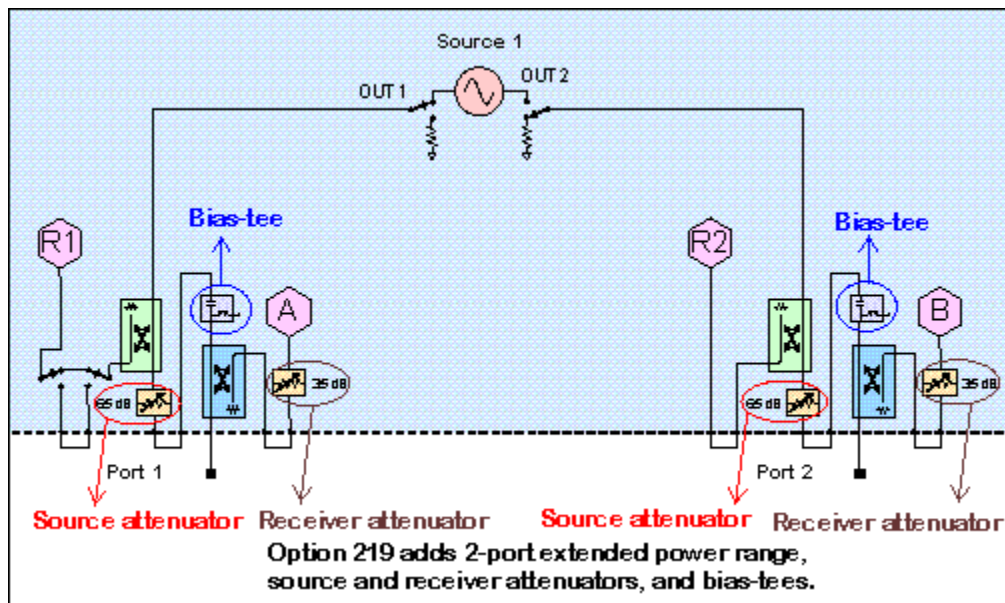 Source 1
OUT 1
OUT 2
Bias-tee
Bias-tee
R1
R2
A
B
65 dB
35 dB
65 dB
35 dB
Port 1
Port 2
Source attenuator
Receiver attenuator
Source attenuator
Receiver attenuator
Option 219 adds 2-port extended power range,
source and receiver attenuators, and bias-tees.